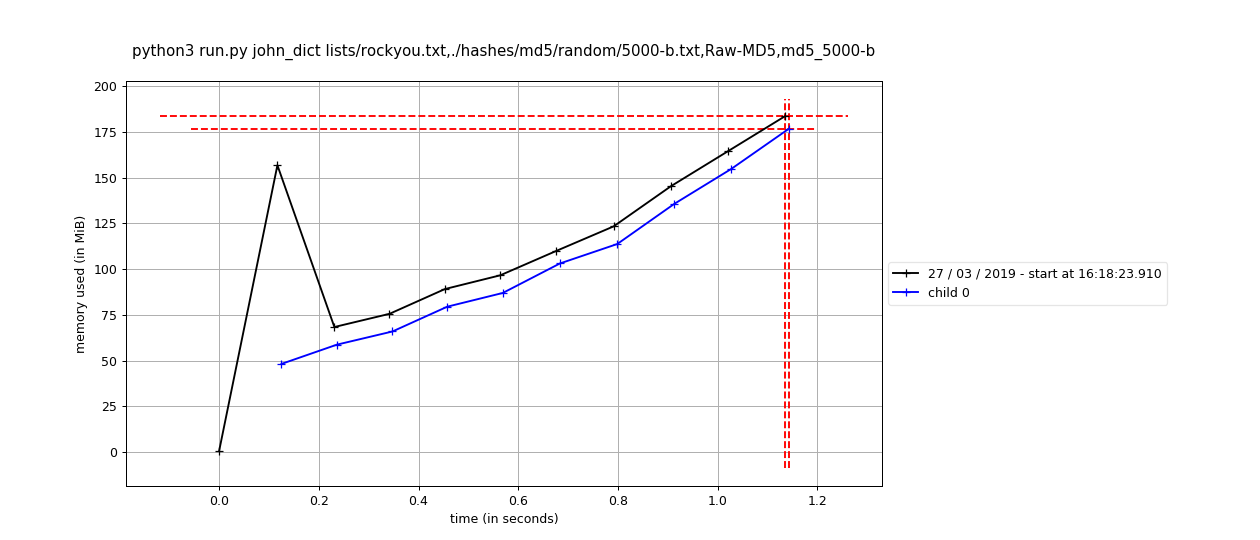 python3 run.py john_dict lists/rockyou.txt,./hashes/md5/random/5000-b.txt,Raw-MD5,md5_5000-b
200
175
150
125
100
75
50
25
0
memory used (in MiB)
0.0 0.2 0.4 0.6 0.8 1.0 1.2
time (in seconds)
27 / 03 / 2019 - start at 16:18:23.910
child 0